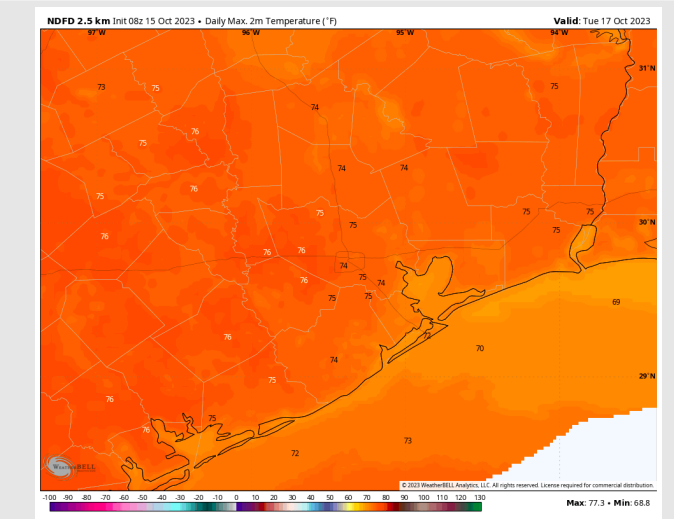 NDFD 2.5 km Init 08z 15 Oct 2023 • Daily Max. 2m Temperature (°F)
Valid: Tue 17 Oct 2023
97°W 96°W 95°W 94°W
31°N
73 75 75
74
76
75
74 74
76
75
75 75 75
30°N
75 75
76
76 76
74
75 74
76
75 75
69
76 72
70
74
29°N
75
76
75
76
73
72
WeatherBELL
© 2023 WeatherBELL Analytics, LLC. All rights reserved. License required for commercial distribution.
-100 -90 -80 -70 -60 -50 -40 -30 -20 -10 0 10 20 30 40 50 60 70 80 90 100 110 120 130
Max: 77.3 • Min: 68.8